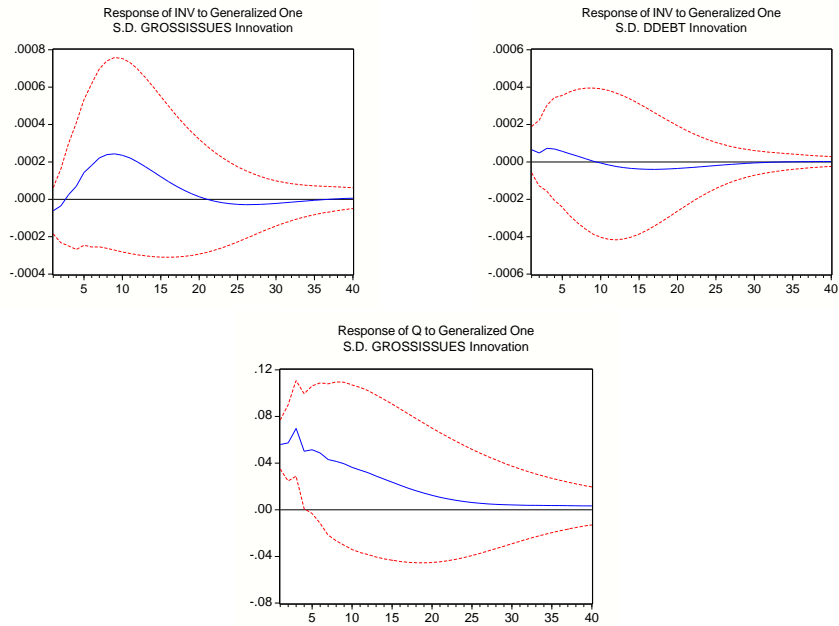 Response of INV to Generalized One
S.D. GROSSISSUES Innovation
.0008
.0006
.0004
.0002
.0000
-.0002
-.0004
5 10 15 20 25 30 35 40
Response of INV to Generalized One
S.D. DDEBT Innovation
.0006
.0004
.0002
.0000
-.0002
-.0004
-.0006
5 10 15 20 25 30 35 40
Response of Q to Generalized One
S.D. GROSSISSUES Innovation
.12
.08
.04
.00
-.04
-.08
5 10 15 20 25 30 35 40